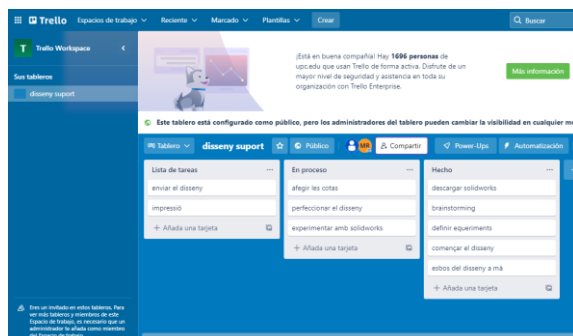 Trello Espacios de trabajo Reciente Marcado Plantillas Crear Buscar
T Trello Workspace
Sus tableros
disseny suport
¡Está en buena compañía! Hay 1696 personas de
upc.edu que usan Trello de forma activa. Disfrute de un
mayor nivel de seguridad y asistencia en toda su
organización con Trello Enterprise.
Más información
Este tablero está configurado como público, pero los administradores del tablero pueden cambiar la visibilidad en cualquier
Tablero disseny suport Público MR Compartir Power-Ups Automatización
Lista de tareas
enviar el disseny
impressió
+ Añada una tarjeta
En proceso
afegir les cotas
perfeccionar el disseny
experimentar amb solidworks
+ Añada una tarjeta
Hecho
descargar solidworks
brainstorming
definir equeriments
començar el disseny
esbos del disseny a mà
+ Añada una tarjeta
Eres un invitado en estos tableros. Para
ver más tableros y miembros de este
Espacio de trabajo, es necesario que un
administrador te añada como miembro
del Espacio de trabajo.